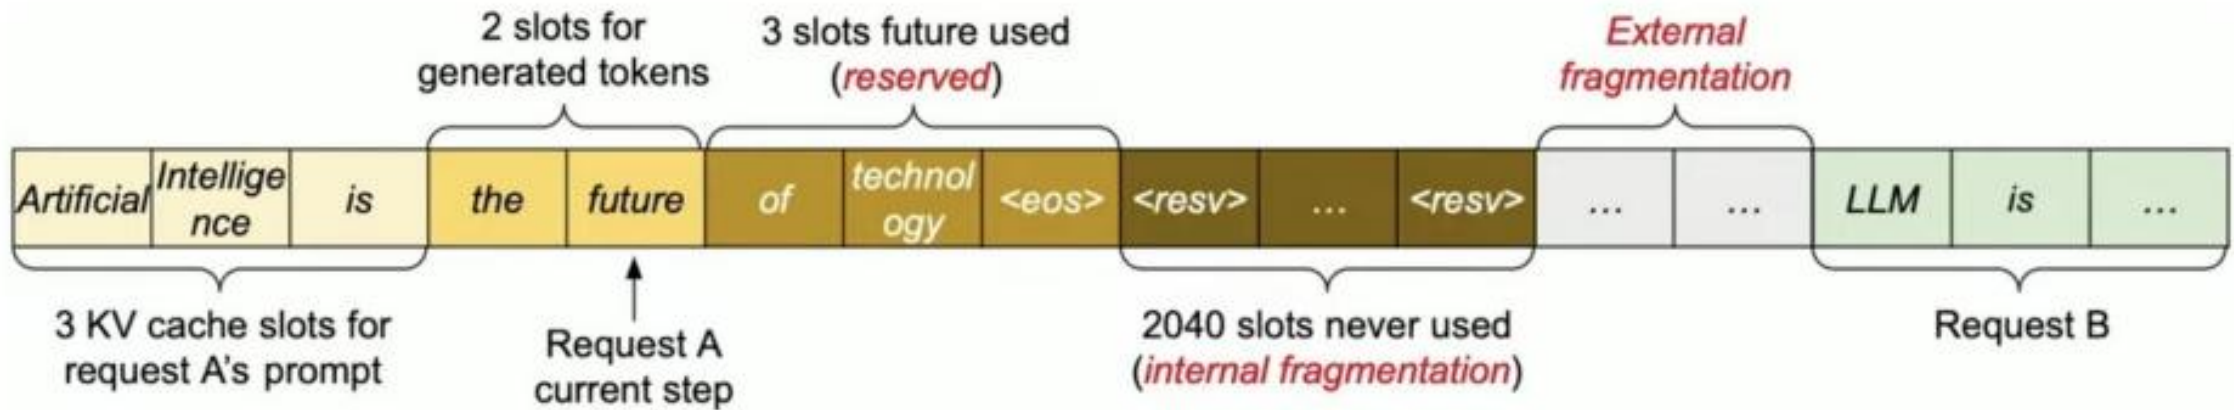 2 slots for
generated tokens
3 slots future used
(reserved)
External
fragmentation
Artificial Intellige is the future of technol <eos> <resv> ... <resv> ... ... LLM is ...
nce ogy
3 KV cache slots for
request A's prompt
Request A
current step
2040 slots never used
(internal fragmentation)
Request B